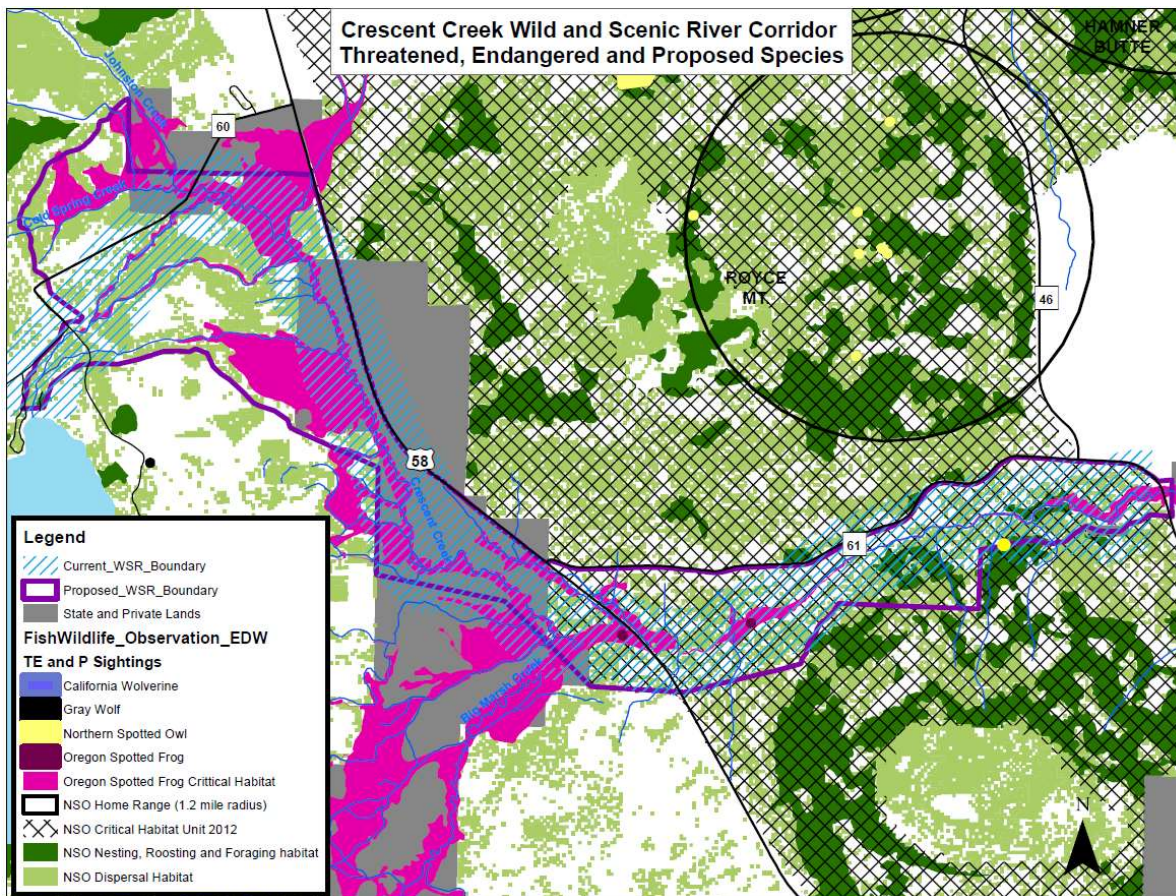 Crescent Creek Wild and Scenic River Corridor
Threatened, Endangered and Proposed Species
HAMNER
BUTTE
Johnston Creek
60
Cold Spring Creek
ROYCE
MT.
46
58
Crescent Creek
61
Big Marsh Creek
N
Legend
Current_WSR_Boundary
Proposed_WSR_Boundary
State and Private Lands
FishWildlife_Observation_EDW
TE and P Sightings
California Wolverine
Gray Wolf
Northern Spotted Owl
Oregon Spotted Frog
Oregon Spotted Frog Crittical Habitat
NSO Home Range (1.2 mile radius)
NSO Critical Habitat Unit 2012
NSO Nesting, Roosting and Foraging habitat
NSO Dispersal Habitat